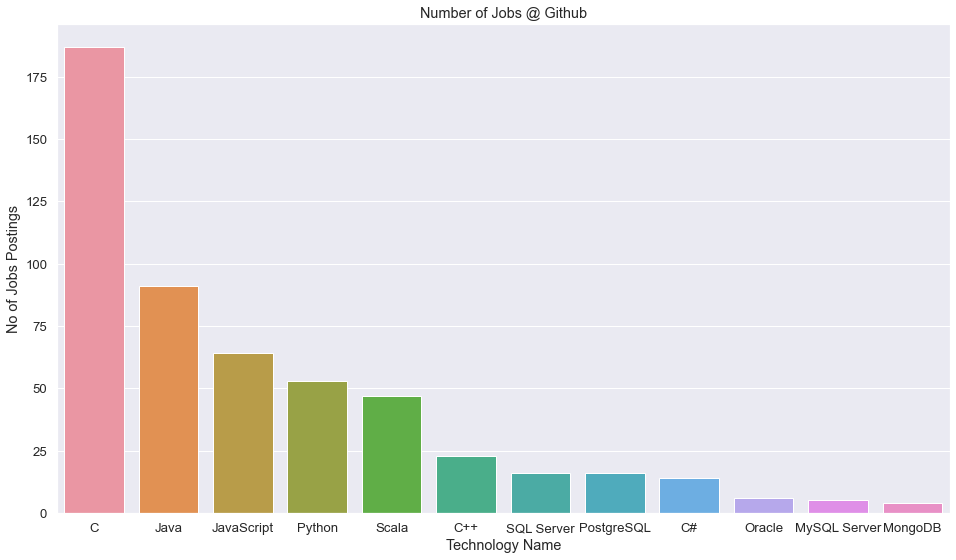 Number of Jobs @ Github
No of Jobs Postings
175
150
125
100
75
50
25
0
C Java JavaScript Python Scala C++ SQL Server PostgreSQL C# Oracle MySQL Server MongoDB
Technology Name